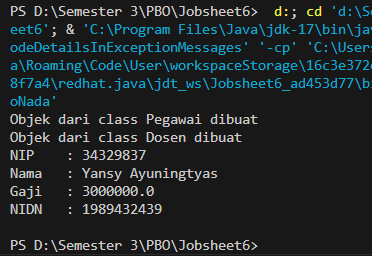 PS D:\Semester 3\PBO\Jobsheet6>  d:; cd 'd:\Se
eet6'; & 'C:\Program Files\Java\jdk-17\bin\jav
odeDetailsInExceptionMessages' '-cp' 'C:\Users
a\Roaming\Code\User\workspaceStorage\16c3e372c
8f7a4\redhat.java\jdt_ws\Jobsheet6_ad453d77\bi
oNada'
Objek dari class Pegawai dibuat
Objek dari class Dosen dibuat
NIP    : 34329837
Nama   : Yansy Ayuningtyas
Gaji   : 3000000.0
NIDN   : 1989432439
PS D:\Semester 3\PBO\Jobsheet6>